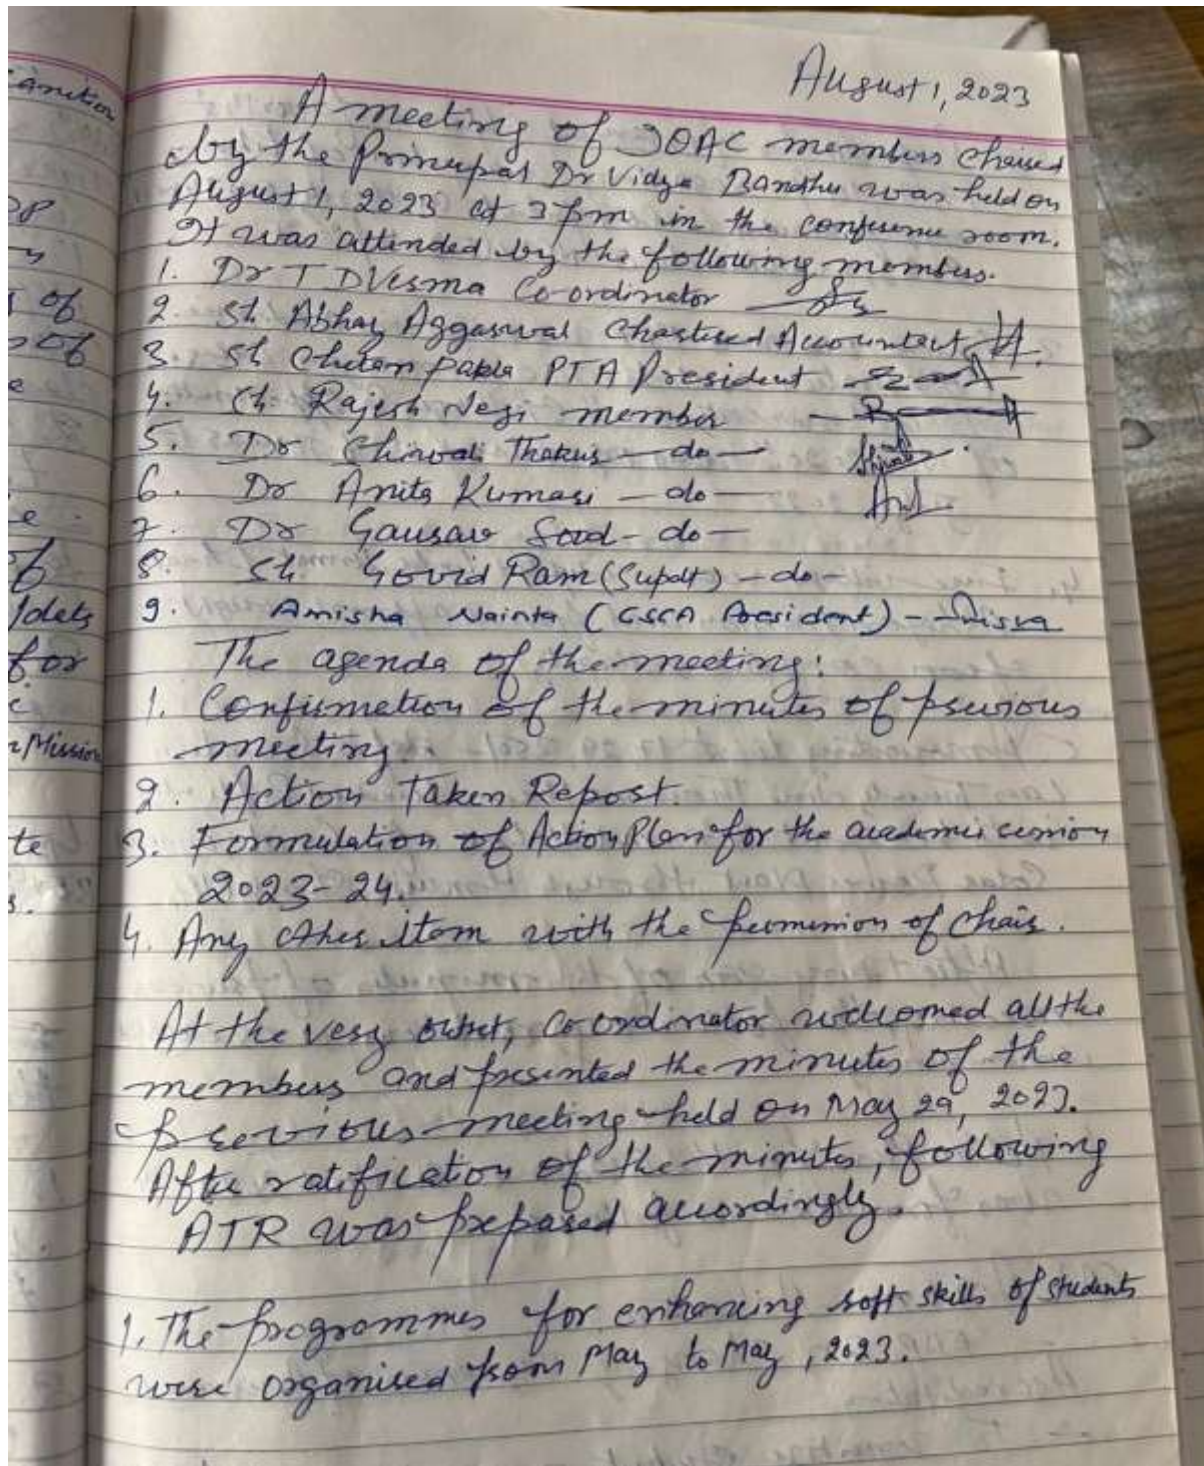 August 1, 2023
A meeting of IQAC members chaired
by the Principal Dr Vidya Bandhu was held on
August 1, 2023 at 3 pm in the conference room.
It was attended by the following members.
1. Dr T D Verma Co-ordinator
2. Sh Abhay Aggarwal Chartered Accountant
3. Sh Chetan PTA President
4. Sh Rajesh Negi member
5. Dr Shivali Thakur - do -
6. Dr Anita Kumari - do -
7. Dr Gaurav Sood - do -
8. Sh Govid Ram (Supdt) - do -
9. Amisha Nainta (CSCA President) -
The agenda of the meeting:
1. Confirmation of the minutes of previous
meeting
2. Action Taken Report.
3. Formulation of Action Plan for the academic session
2023-24.
4. Any other item with the permission of chair.
At the very outset, co-ordinator welcomed all the
members and presented the minutes of the
previous meeting held on May 29, 2023.
After ratification of the minutes, following
ATR was prepared accordingly.
1. The programmes for enhancing soft skills of students
were organised from May to May, 2023.
of
of
e
e.
of
for
Mission
te
s.